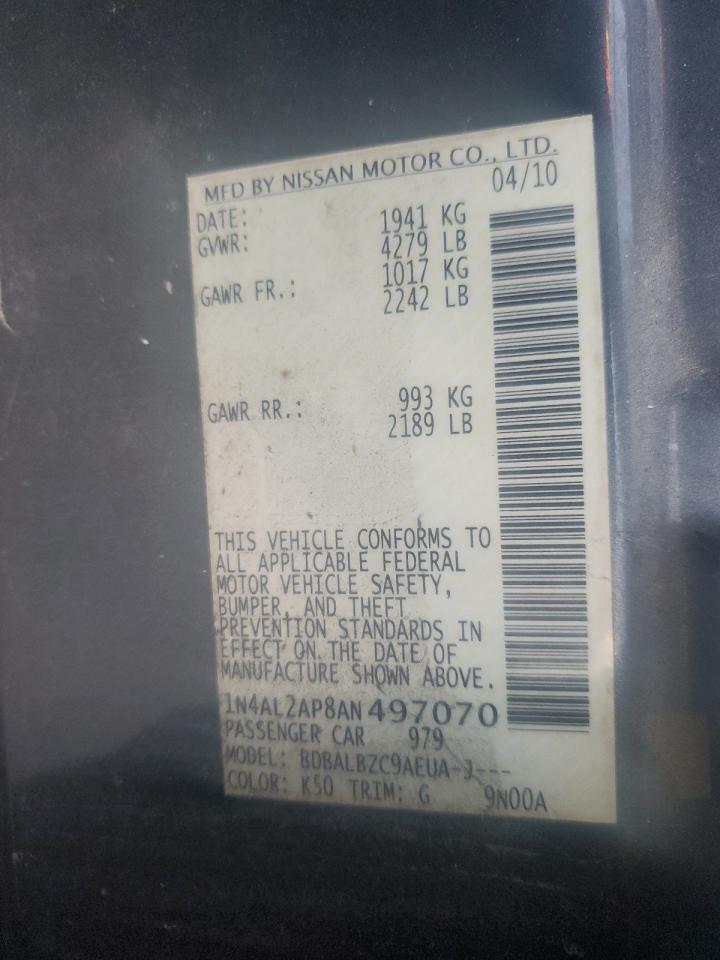 MFD BY NISSAN MOTOR CO., LTD.
DATE: 04/10
GVWR: 1941 KG
4279 LB
GAWR FR.: 1017 KG
2242 LB
GAWR RR.: 993 KG
2189 LB
THIS VEHICLE CONFORMS TO
ALL APPLICABLE FEDERAL
MOTOR VEHICLE SAFETY,
BUMPER, AND THEFT
PREVENTION STANDARDS IN
EFFECT ON THE DATE OF
MANUFACTURE SHOWN ABOVE.
1N4AL2AP8AN497070
PASSENGER CAR 979
MODEL: BDBALBZC9AEUA-J---
COLOR: K50 TRIM: G 9N00A